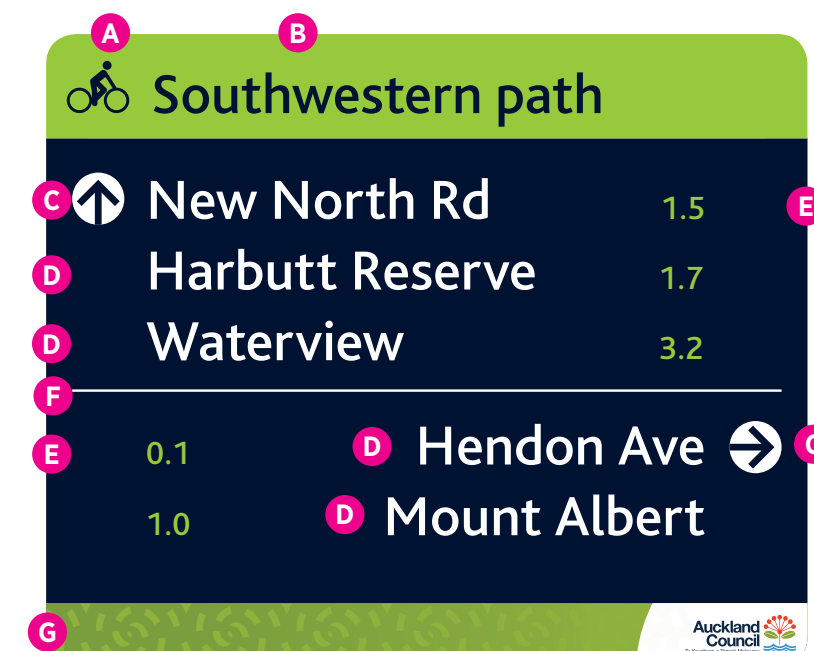 A B
Southwestern path
C New North Rd 1.5 E
D Harbutt Reserve 1.7
D Waterview 3.2
F
E 0.1 D Hendon Ave
1.0 D Mount Albert
G
Auckland
Council